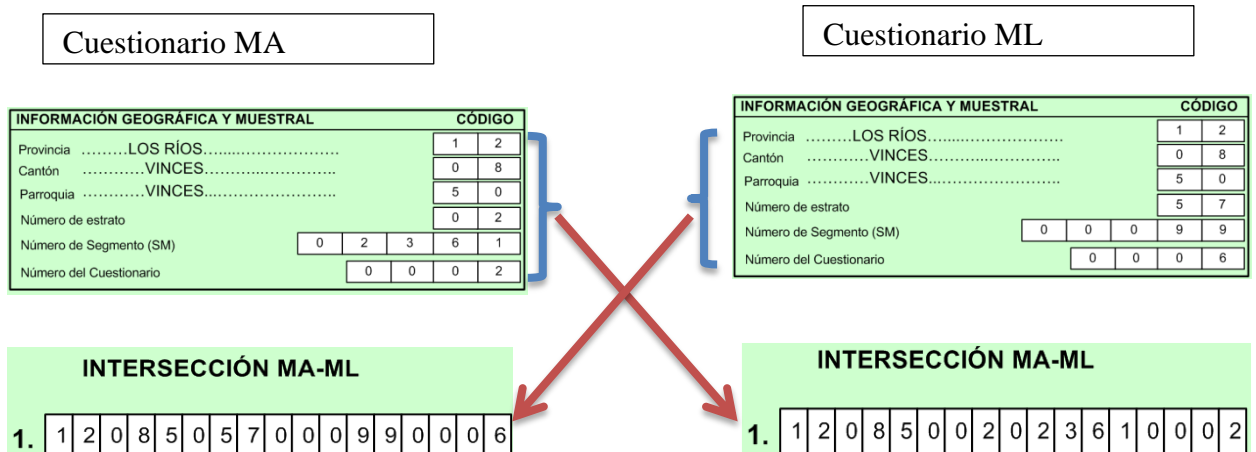 Cuestionario MA
INFORMACIÓN GEOGRÁFICA Y MUESTRAL CÓDIGO
Provincia .........LOS RÍOS.............................. 1 2
Cantón ............VINCES.............................. 0 8
Parroquia ............VINCES.............................. 5 0
Número de estrato 0 2
Número de Segmento (SM) 0 2 3 6 1
Número del Cuestionario 0 0 0 2
INTERSECCIÓN MA-ML
1. 1 2 0 8 5 0 5 7 0 0 0 9 9 0 0 0 6
Cuestionario ML
INFORMACIÓN GEOGRÁFICA Y MUESTRAL CÓDIGO
Provincia .........LOS RÍOS.............................. 1 2
Cantón ............VINCES.............................. 0 8
Parroquia ............VINCES.............................. 5 0
Número de estrato 5 7
Número de Segmento (SM) 0 0 0 9 9
Número del Cuestionario 0 0 0 6
INTERSECCIÓN MA-ML
1. 1 2 0 8 5 0 0 2 0 2 3 6 1 0 0 0 2